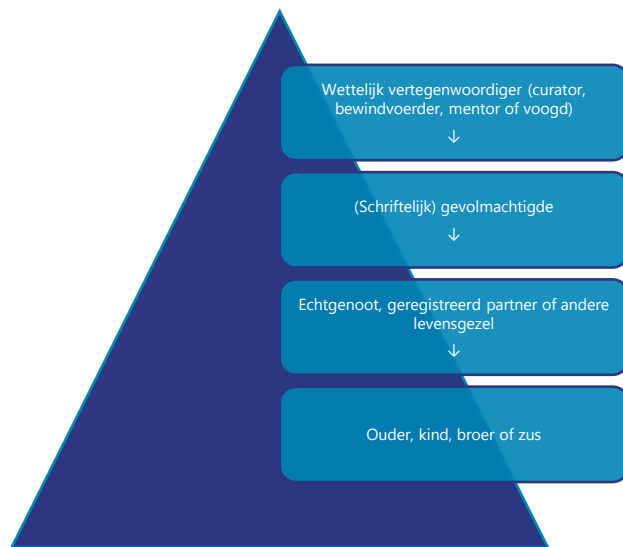 Wettelijk vertegenwoordiger (curator,
bewindvoerder, mentor of voogd)
↓
(Schriftelijk) gevolmachtigde
↓
Echtgenoot, geregistreerd partner of andere
levensgezel
↓
Ouder, kind, broer of zus